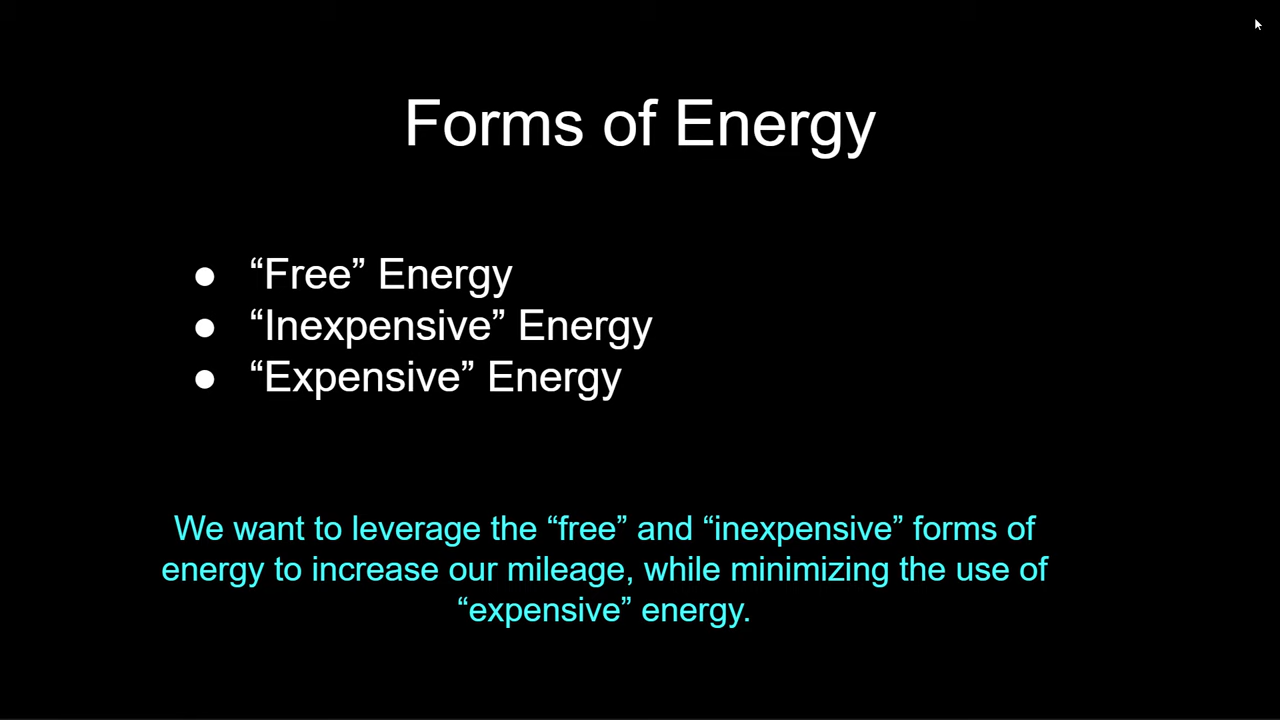 Forms of Energy
● “Free” Energy
● “Inexpensive” Energy
● “Expensive” Energy
We want to leverage the “free” and “inexpensive” forms of
energy to increase our mileage, while minimizing the use of
“expensive” energy.